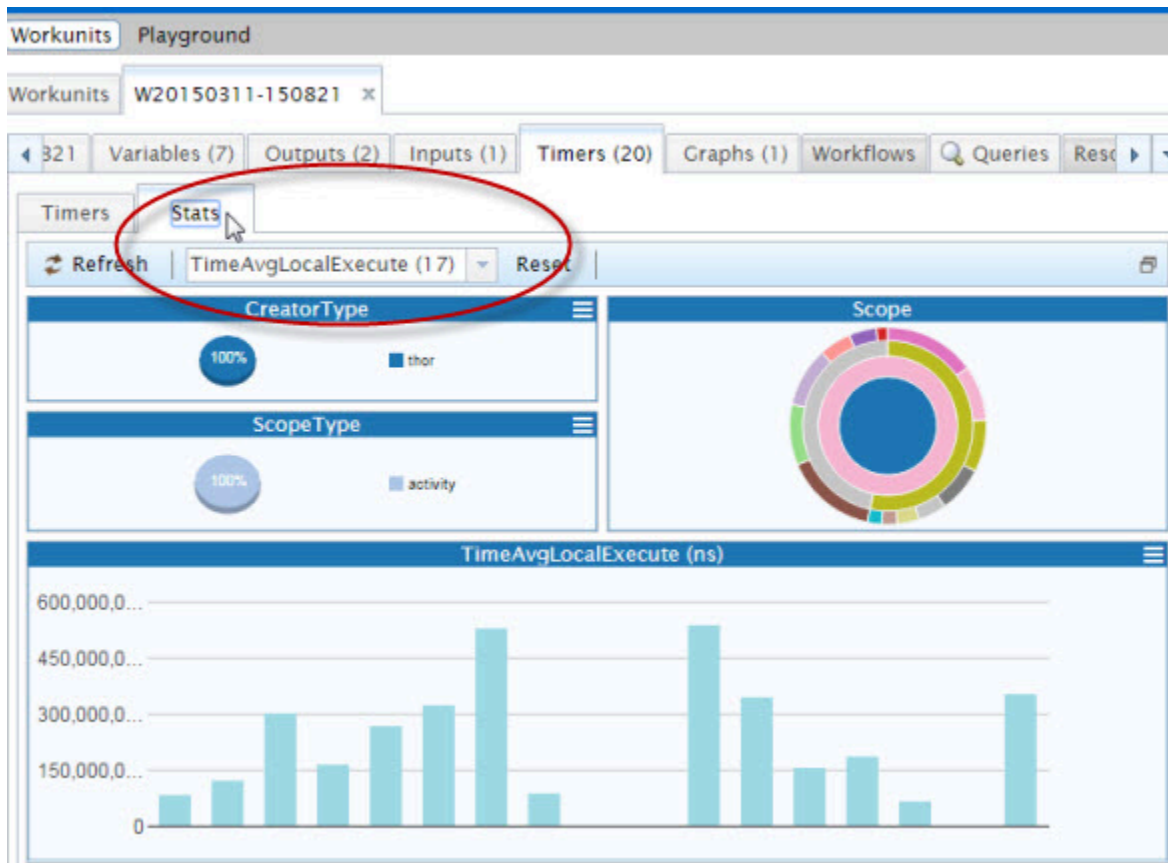 Workunits Playground
Workunits W20150311-150821 ×
321 Variables (7) Outputs (2) Inputs (1) Timers (20) Graphs (1) Workflows Queries Reso
Timers Stats
Refresh TimeAvgLocalExecute (17) Reset
CreatorType
100% thor
ScopeType
100% activity
Scope
TimeAvgLocalExecute (ns)
600,000,0...
450,000,0...
300,000,0...
150,000,0...
0